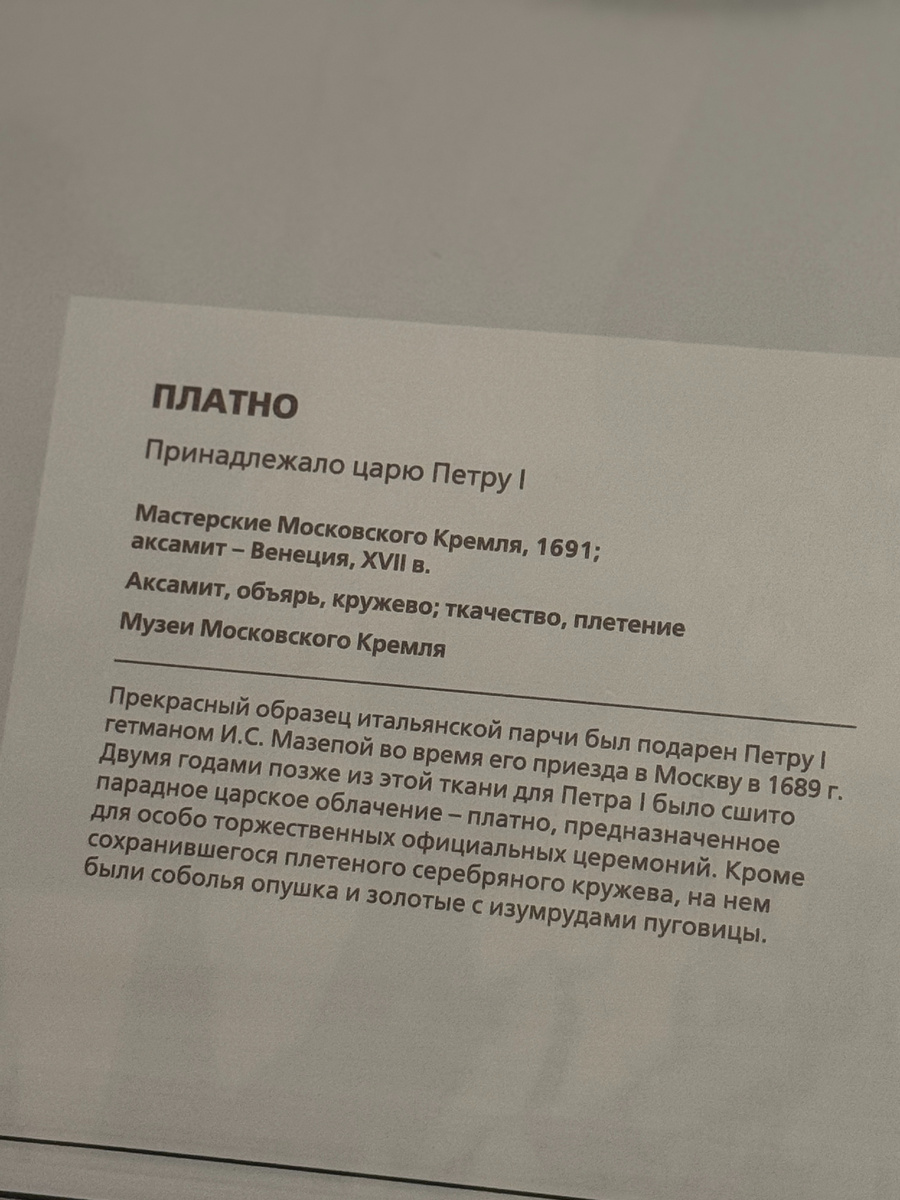 ПЛАТНО
Принадлежало царю Петру I
Мастерские Московского Кремля, 1691;
аксамит – Венеция, XVII в.
Аксамит, объярь, кружево; ткачество, плетение
Музеи Московского Кремля
Прекрасный образец итальянской парчи был подарен Петру I
гетманом И.С. Мазепой во время его приезда в Москву в 1689 г.
Двумя годами позже из этой ткани для Петра I было сшито
парадное царское облачение – платно, предназначенное
для особо торжественных официальных церемоний. Кроме
сохранившегося плетеного серебряного кружева, на нем
были соболья опушка и золотые с изумрудами пуговицы.